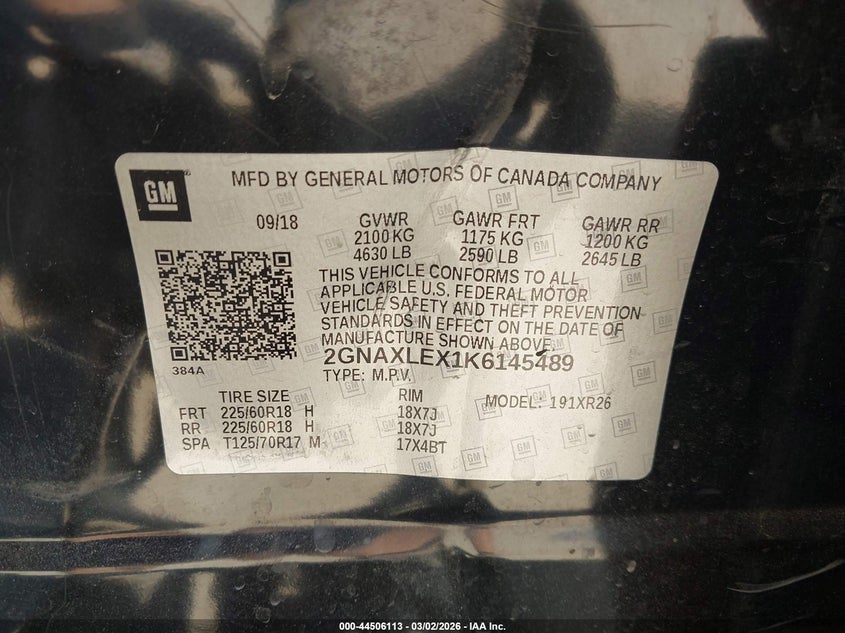 GM
MFD BY GENERAL MOTORS OF CANADA COMPANY
09/18 GVWR GAWR FRT GAWR RR
2100 KG 1175 KG 1200 KG
4630 LB 2590 LB 2645 LB
THIS VEHICLE CONFORMS TO ALL
APPLICABLE U.S. FEDERAL MOTOR
VEHICLE SAFETY AND THEFT PREVENTION
STANDARDS IN EFFECT ON THE DATE OF
MANUFACTURE SHOWN ABOVE.
384A
2GNAXLEX1K6145489
TYPE: M.P.V.
TIRE SIZE RIM MODEL: 191XR26
FRT 225/60R18 H 18X7J
RR 225/60R18 H 18X7J
SPA T125/70R17 M 17X4BT
000-44506113 - 03/02/2026 - IAA Inc.